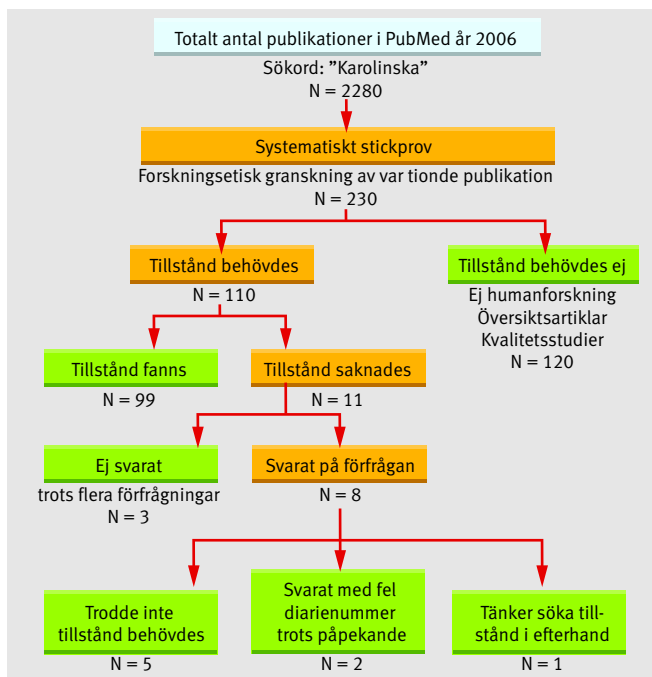 Totalt antal publikationer i PubMed år 2006
Sökord: ”Karolinska”
N = 2280
Systematiskt stickprov
Forskningsetisk granskning av var tionde publikation
N = 230
Tillstånd behövdes
N = 110
Tillstånd behövdes ej
Ej humanforskning
Översiktsartiklar
Kvalitetsstudier
N = 120
Tillstånd fanns
N = 99
Tillstånd saknades
N = 11
Ej svarat
trots flera förfrågningar
N = 3
Svarat på förfrågan
N = 8
Trodde inte
tillstånd behövdes
N = 5
Svarat med fel
diarienummer
trots påpekande
N = 2
Tänker söka till-
stånd i efterhand
N = 1